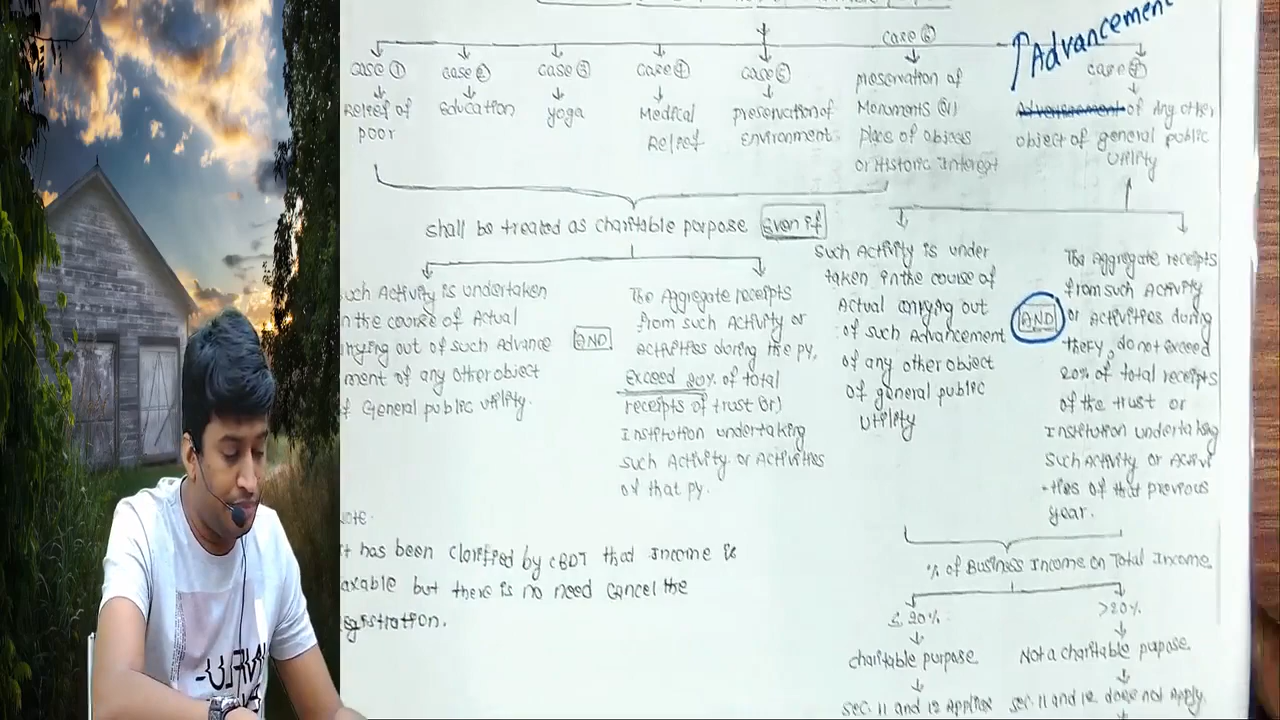 case ①
Relief of
poor
case ②
Education
case ③
yoga
case ④
Medical
Relief
case ⑤
preservation of
Environment
case ⑥
preservation of
Monuments (or)
place of objects
or Historic Interest
↑Advancement
case ⑦
of any other
object of general public
Utility
shall be treated as charitable purpose Even if
such Activity is undertaken
n the course of Actual
rrying out of such Advance
ment of any other object
f General public utility.
AND
The Aggregate receipts
from such Activity or
Activities during the py,
exceed 20% of total
receipts of trust (or)
Institution undertaking
such Activity or Activities
of that py.
such Activity is under
taken in the course of
Actual carrying out
of such Advancement
of any other object
of general public
Utility
AND
The Aggregate receipts
from such Activity
or Activities during
the py, do not exceed
20% of total receipts
of the trust or
Institution undertaking
such Activity or Activi
-ties of that previous
year.
ote.
t has been clarified by CBDT that Income is
axable but there is no need cancel the
egistration.
% of Business Income on Total Income.
≤ 20%
charitable purpose.
sec. 11 and 12 Applies
>20%
Not a charitable purpose.
sec. 11 and 12 does not Apply.